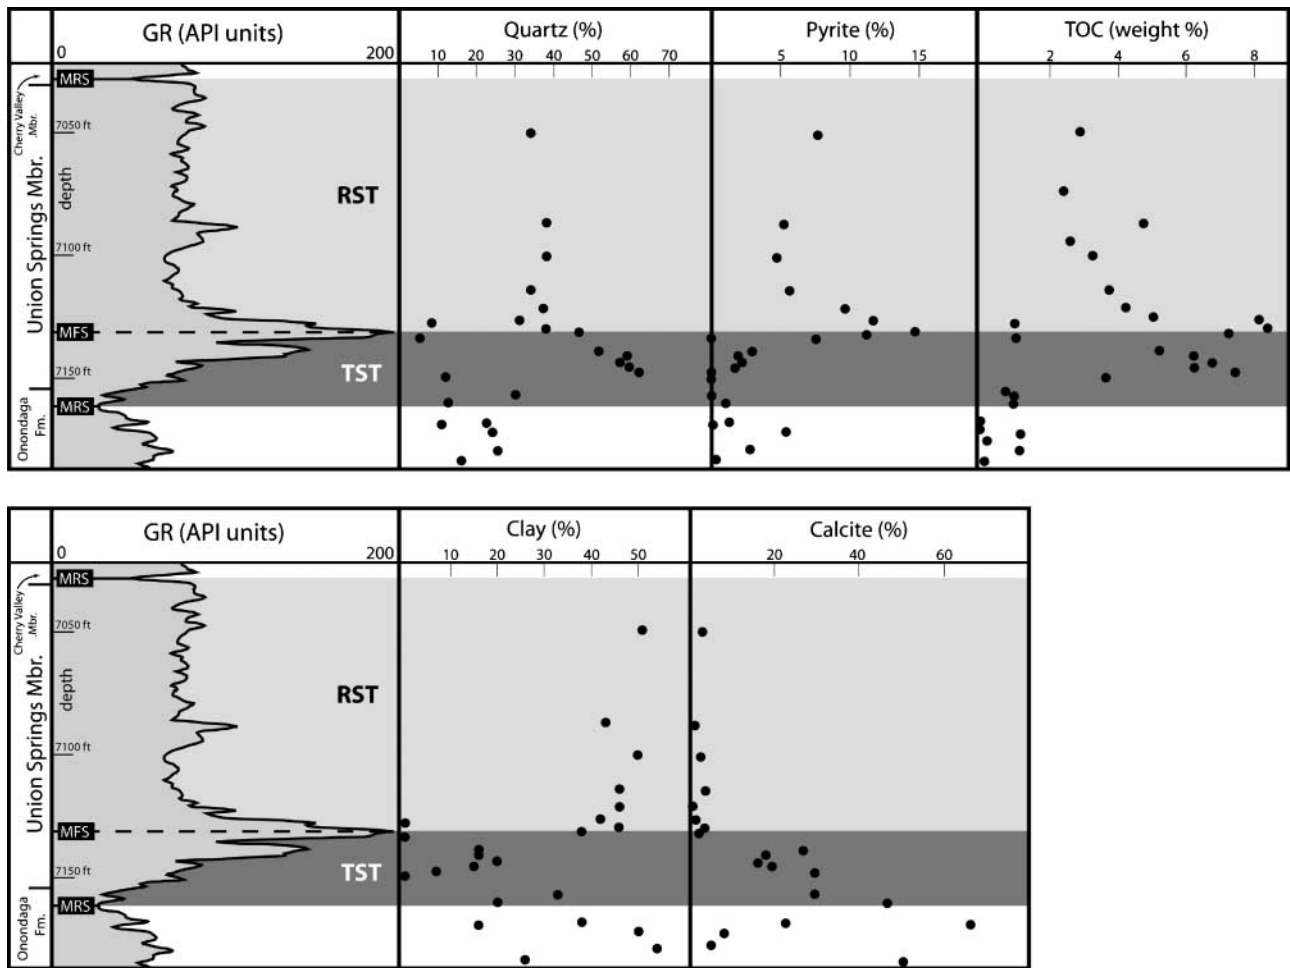 GR (API units)
0
200
Quartz (%)
10 20 30 40 50 60 70
Pyrite (%)
5 10 15
TOC (weight %)
2 4 6 8
Cherry Valley
.Mbr.
Union Springs Mbr.
Onondaga
Fm.
depth
MRS
7050 ft
RST
7100 ft
MFS
TST
7150 ft
MRS
GR (API units)
0
200
Clay (%)
10 20 30 40 50
Calcite (%)
20 40 60
Cherry Valley
.Mbr.
Union Springs Mbr.
Onondaga
Fm.
depth
MRS
7050 ft
RST
7100 ft
MFS
TST
7150 ft
MRS